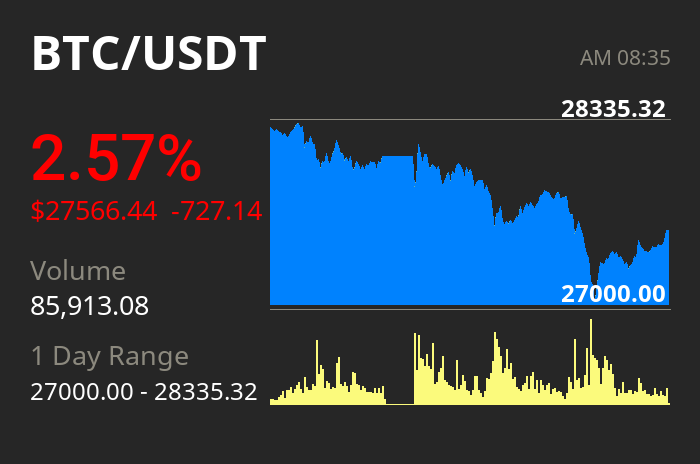 BTC/USDT
AM 08:35
28335.32
2.57%
$27566.44 -727.14
Volume
85,913.08
27000.00
1 Day Range
27000.00 - 28335.32